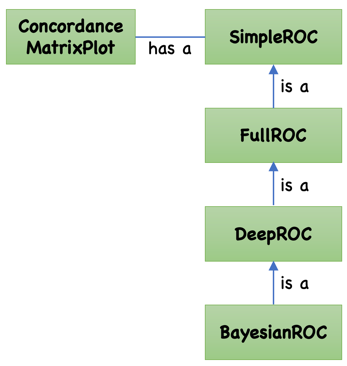 Concordance
MatrixPlot
has a
SimpleROC
is a
FullROC
is a
DeepROC
is a
BayesianROC